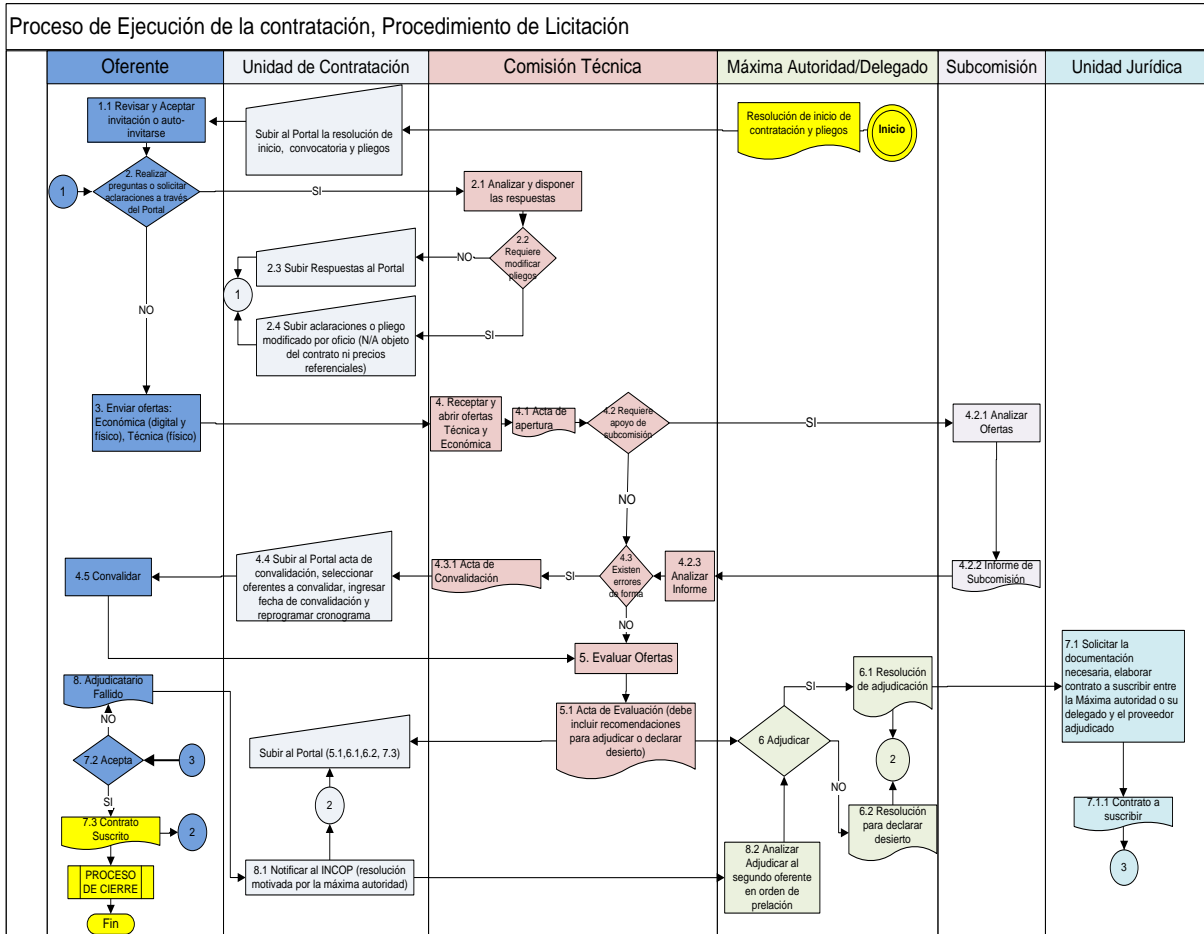 Proceso de Ejecución de la contratación, Procedimiento de Licitación
Oferente
Unidad de Contratación
Comisión Técnica
Máxima Autoridad/Delegado
Subcomisión
Unidad Jurídica
1.1 Revisar y Aceptar
invitación o auto-
invitarse
Subir al Portal la resolución de
inicio, convocatoria y pliegos
Resolución de inicio de
contratación y pliegos
Inicio
1
2. Realizar
preguntas o solicitar
aclaraciones a través
del Portal
SI
2.1 Analizar y disponer
las respuestas
2.2
Requiere
modificar
pliegos
NO
2.3 Subir Respuestas al Portal
1
NO
SI
2.4 Subir aclaraciones o pliego
modificado por oficio (N/A objeto
del contrato ni precios
referenciales)
3. Enviar ofertas:
Económica (digital y
físico), Técnica (físico)
4. Receptar y
abrir ofertas
Técnica y
Económica
4.1 Acta de
apertura
4.2 Requiere
apoyo de
subcomisión
SI
4.2.1 Analizar
Ofertas
NO
4.5 Convalidar
4.4 Subir al Portal acta de
convalidación, seleccionar
oferentes a convalidar, ingresar
fecha de convalidación y
reprogramar cronograma
4.3.1 Acta de
Convalidación
SI
4.3
Existen
errores
de forma
4.2.3
Analizar
Informe
4.2.2 Informe de
Subcomisión
NO
5. Evaluar Ofertas
7.1 Solicitar la
documentación
necesaria, elaborar
contrato a suscribir entre
la Máxima autoridad o su
delegado y el proveedor
adjudicado
8. Adjudicatario
Fallido
NO
5.1 Acta de Evaluación (debe
incluir recomendaciones
para adjudicar o declarar
desierto)
SI
6.1 Resolución
de adjudicación
Subir al Portal (5.1,6.1,6.2, 7.3)
6 Adjudicar
7.2 Acepta
3
2
NO
SI
2
7.3 Contrato
Suscrito
2
6.2 Resolución
para declarar
desierto
7.1.1 Contrato a
suscribir
PROCESO
DE CIERRE
8.1 Notificar al INCOP (resolución
motivada por la máxima autoridad)
8.2 Analizar
Adjudicar al
segundo oferente
en orden de
prelación
3
Fin